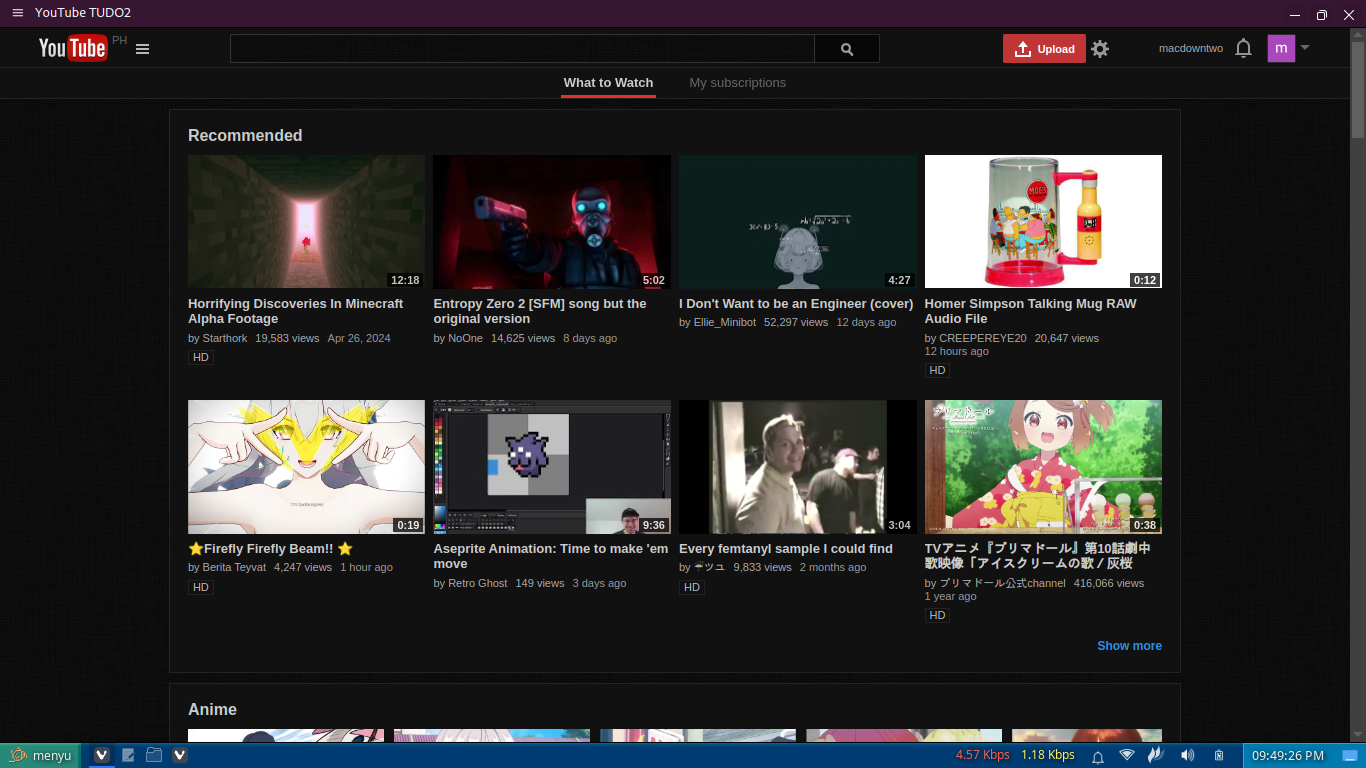 YouTube TUDO2
YouTube PH
Upload
macdowntwo
m
What to Watch
My subscriptions
Recommended
12:18
5:02
MOE'S
4:27
0:12
Horrifying Discoveries In Minecraft
Alpha Footage
by Starthork 19,583 views Apr 26, 2024
HD
Entropy Zero 2 [SFM] song but the
original version
by NoOne 14,625 views 8 days ago
I Don't Want to be an Engineer (cover)
by Ellie_Minibot 52,297 views 12 days ago
Homer Simpson Talking Mug RAW
Audio File
by CREEPEREYE20 20,647 views
12 hours ago
HD
0:19
9:36
3:04
プリマドール
0:38
⭐Firefly Firefly Beam!! ⭐
by Berita Teyvat 4,247 views 1 hour ago
HD
Aseprite Animation: Time to make 'em
move
by Retro Ghost 149 views 3 days ago
Every femtanyl sample I could find
by ☔ツユ 9,833 views 2 months ago
HD
TVアニメ『プリマドール』第10話劇中
歌映像「アイスクリームの歌 / 灰桜
by プリマドール公式channel 416,066 views
1 year ago
HD
Show more
Anime
menyu
4.57 Kbps 1.18 Kbps
09:49:26 PM